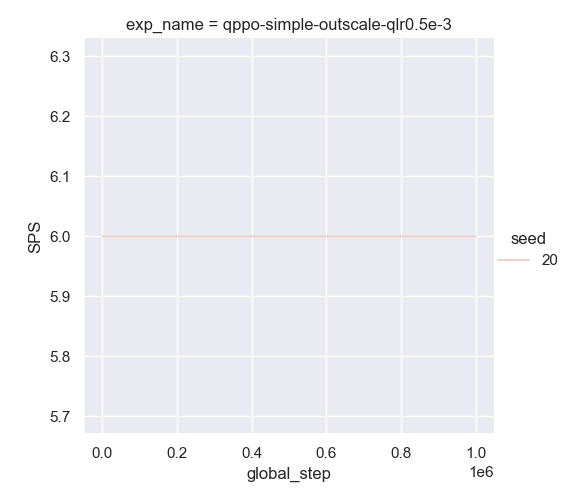 exp_name = qppo-simple-outscale-qlr0.5e-3
6.3
6.2
6.1
6.0
5.9
5.8
5.7
SPS
0.0 0.2 0.4 0.6 0.8 1.0
1e6
global_step
seed
20